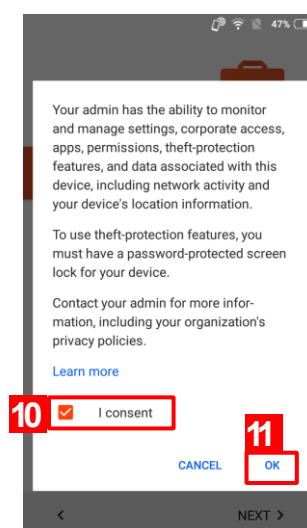 47%
Your admin has the ability to monitor
and manage settings, corporate access,
apps, permissions, theft-protection
features, and data associated with this
device, including network activity and
your device's location information.
To use theft-protection features, you
must have a password-protected screen
lock for your device.
Contact your admin for more infor-
mation, including your organization's
privacy policies.
Learn more
10 I consent
11
CANCEL OK
< NEXT >